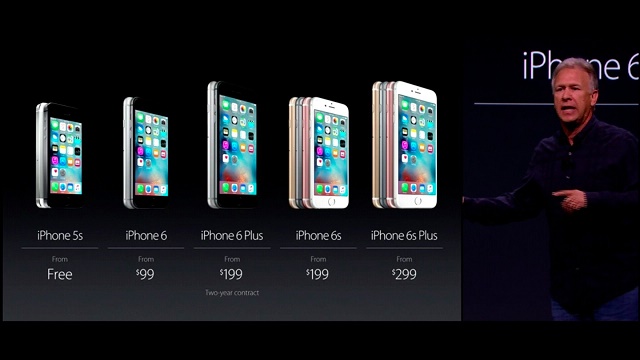 iPhone 6
iPhone 5s
iPhone 6
iPhone 6 Plus
iPhone 6s
iPhone 6s Plus
From
From
From
From
From
Free
$99
$199
$199
$299
Two-year contract